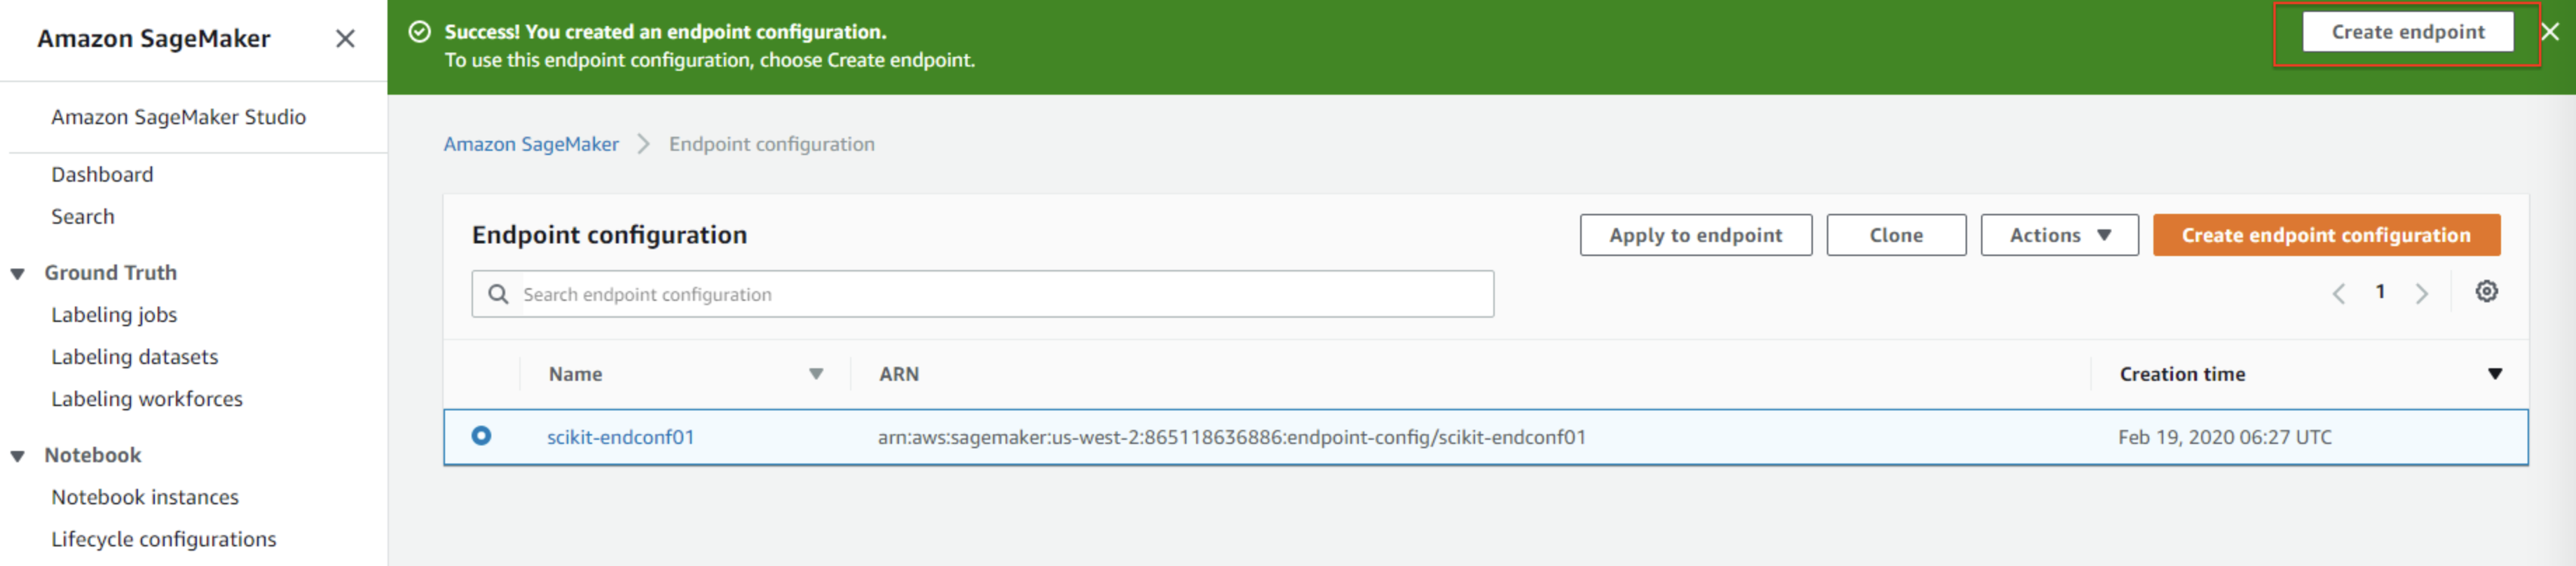 Amazon SageMaker
Amazon SageMaker Studio
Dashboard
Search
Ground Truth
Labeling jobs
Labeling datasets
Labeling workforces
Notebook
Notebook instances
Lifecycle configurations
Success! You created an endpoint configuration.
To use this endpoint configuration, choose Create endpoint.
Create endpoint
Amazon SageMaker Endpoint configuration
Endpoint configuration
Apply to endpoint Clone Actions Create endpoint configuration
Search endpoint configuration
1
Name ARN Creation time
scikit-endconf01 arn:aws:sagemaker:us-west-2:865118636886:endpoint-config/scikit-endconf01 Feb 19, 2020 06:27 UTC